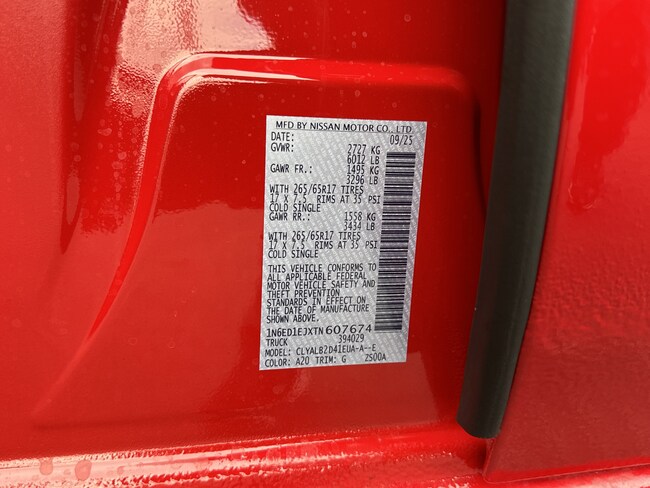 MFD BY NISSAN MOTOR CO., LTD
DATE: 09/25
GVWR: 2727 KG
6012 LB
GAWR FR.: 1495 KG
3296 LB
WITH 265/65R17 TIRES
17 X 7.5 RIMS AT 35 PSI
COLD SINGLE
GAWR RR.: 1558 KG
3434 LB
WITH 265/65R17 TIRES
17 X 7.5 RIMS AT 35 PSI
COLD SINGLE
THIS VEHICLE CONFORMS TO
ALL APPLICABLE FEDERAL
MOTOR VEHICLE SAFETY AND
THEFT PREVENTION
STANDARDS IN EFFECT ON
THE DATE OF MANUFACTURE
SHOWN ABOVE.
1N6ED1EJXTN607674
TRUCK 394029
MODEL: CLYALB2D41EUA-A--E
COLOR: A20 TRIM: G ZS00A